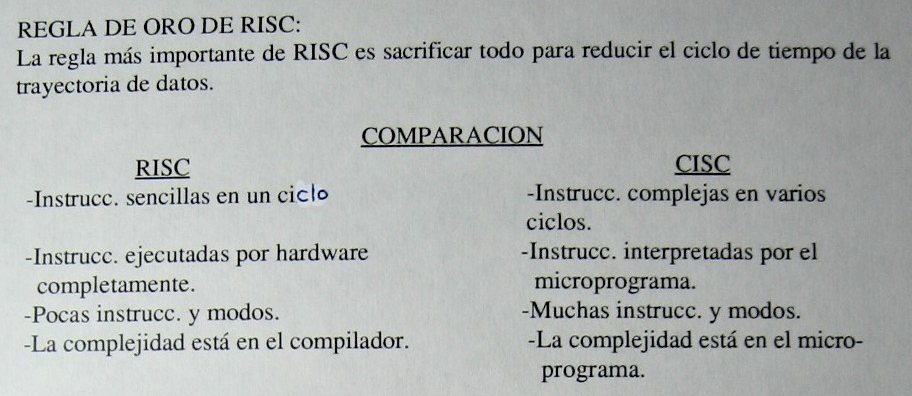 REGLA DE ORO DE RISC:
La regla más importante de RISC es sacrificar todo para reducir el ciclo de tiempo de la
trayectoria de datos.
COMPARACION
RISC
-Instrucc. sencillas en un ciclo
-Instrucc. ejecutadas por hardware
completamente.
-Pocas instrucc. y modos.
-La complejidad está en el compilador.
CISC
-Instrucc. complejas en varios
ciclos.
-Instrucc. interpretadas por el
microprograma.
-Muchas instrucc. y modos.
-La complejidad está en el micro-
programa.